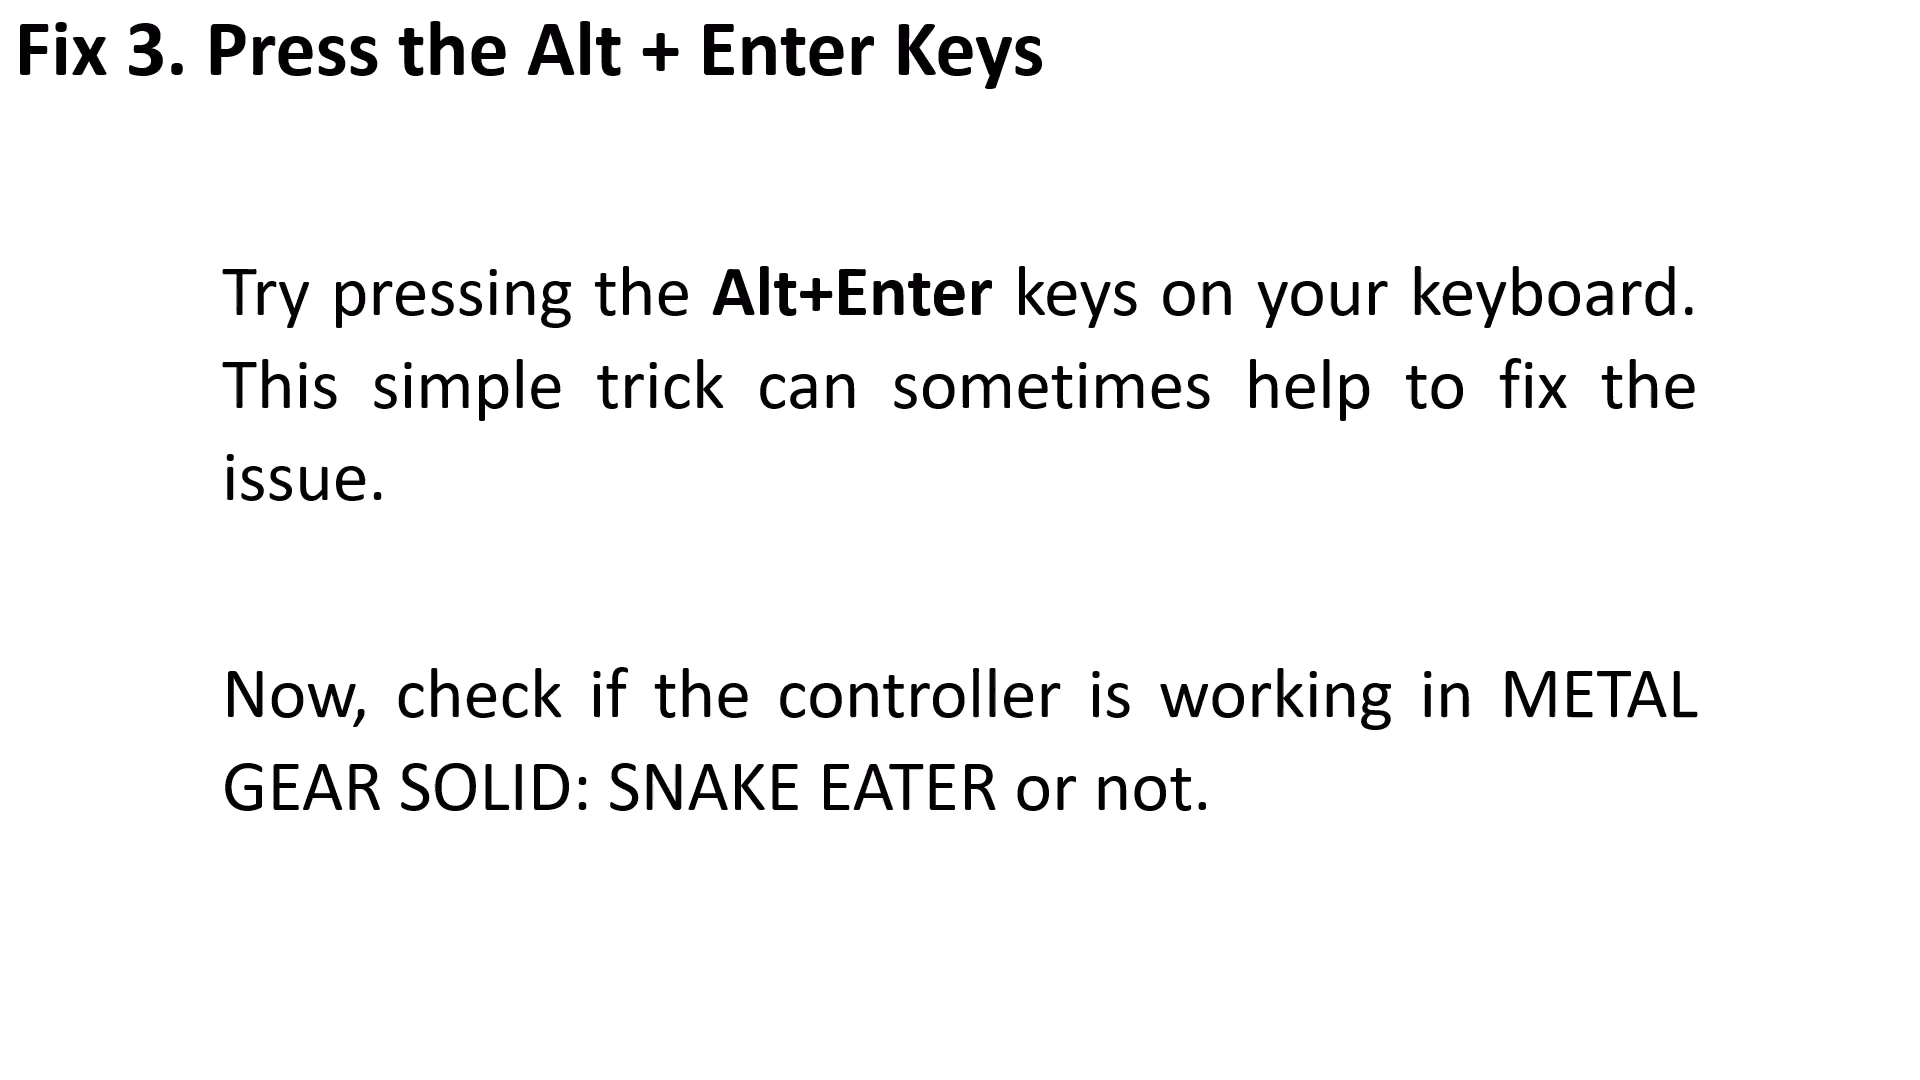 Fix 3. Press the Alt + Enter Keys
Try pressing the Alt+Enter keys on your keyboard.
This simple trick can sometimes help to fix the
issue.
Now, check if the controller is working in METAL
GEAR SOLID: SNAKE EATER or not.